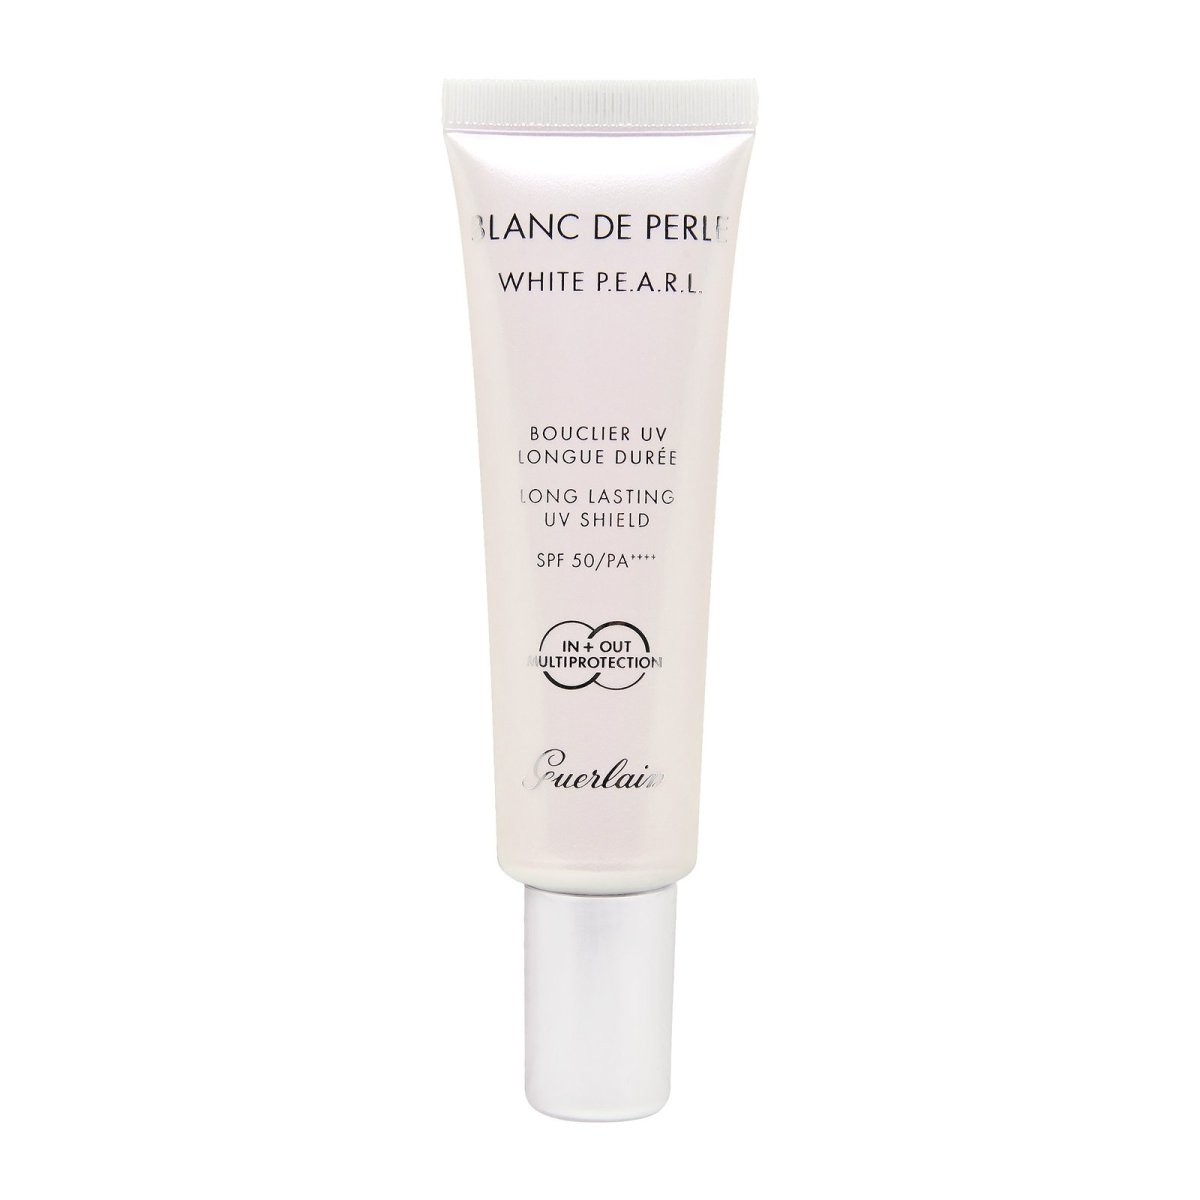 BLANC DE PERLE
WHITE P.E.A.R.L.
BOUCLIER UV
LONGUE DURÉE
LONG LASTING
UV SHIELD
SPF 50/PA++++
IN + OUT
MULTIPROTECTION
Guerlain